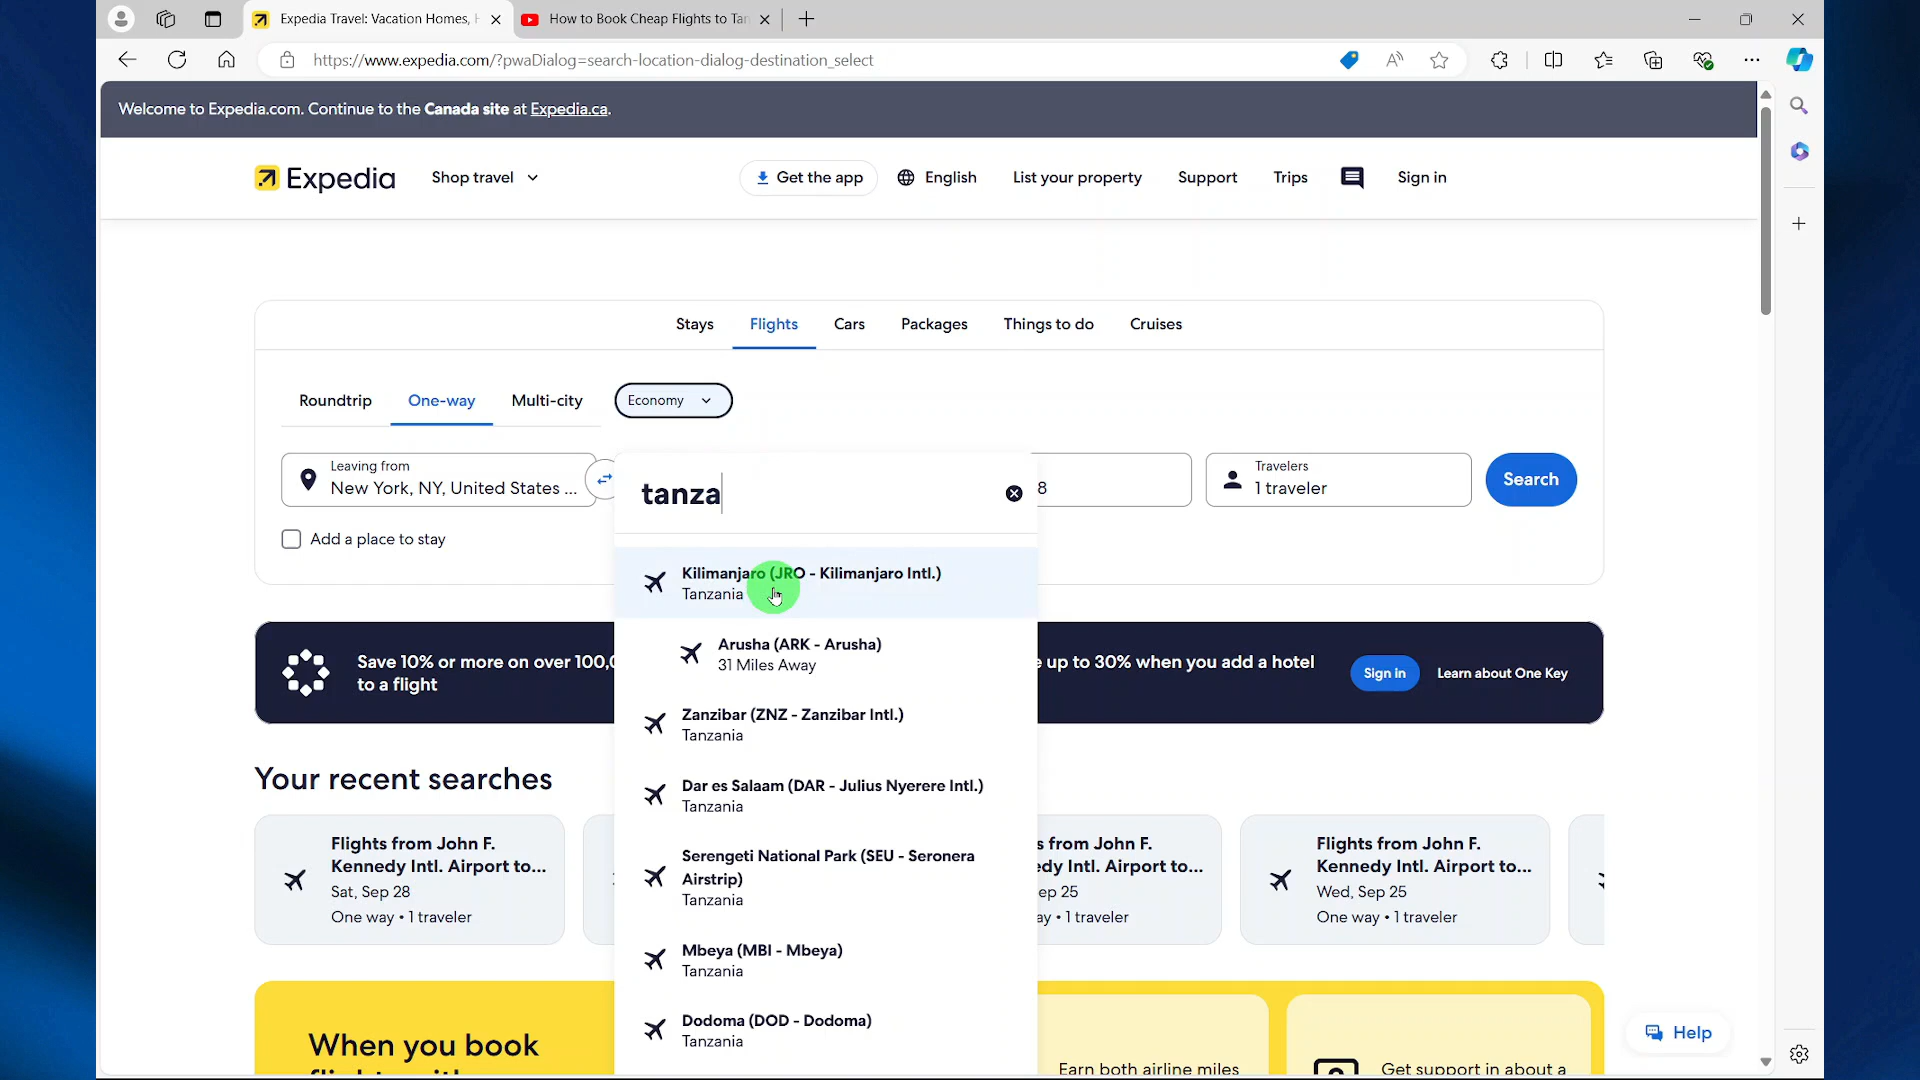 Expedia Travel: Vacation Homes,
How to Book Cheap Flights to Tan
https://www.expedia.com/?pwaDialog=search-location-dialog-destination_select
Welcome to Expedia.com. Continue to the Canada site at Expedia.ca.
Expedia
Shop travel
Get the app
English
List your property
Support
Trips
Sign in
Stays
Flights
Cars
Packages
Things to do
Cruises
Roundtrip
One-way
Multi-city
Economy
Leaving from
New York, NY, United States ...
tanza
8
Travelers
1 traveler
Search
Add a place to stay
Kilimanjaro (JRO - Kilimanjaro Intl.)
Tanzania
Arusha (ARK - Arusha)
31 Miles Away
Zanzibar (ZNZ - Zanzibar Intl.)
Tanzania
Dar es Salaam (DAR - Julius Nyerere Intl.)
Tanzania
Serengeti National Park (SEU - Seronera
Airstrip)
Tanzania
Mbeya (MBI - Mbeya)
Tanzania
Dodoma (DOD - Dodoma)
Tanzania
Save 10% or more on over 100,0
to a flight
e up to 30% when you add a hotel
Sign in
Learn about One Key
Your recent searches
Flights from John F.
Kennedy Intl. Airport to...
Sat, Sep 28
One way • 1 traveler
s from John F.
edy Intl. Airport to...
ep 25
ay • 1 traveler
Flights from John F.
Kennedy Intl. Airport to...
Wed, Sep 25
One way • 1 traveler
When you book
Earn both airline miles
Get support in about a
Help